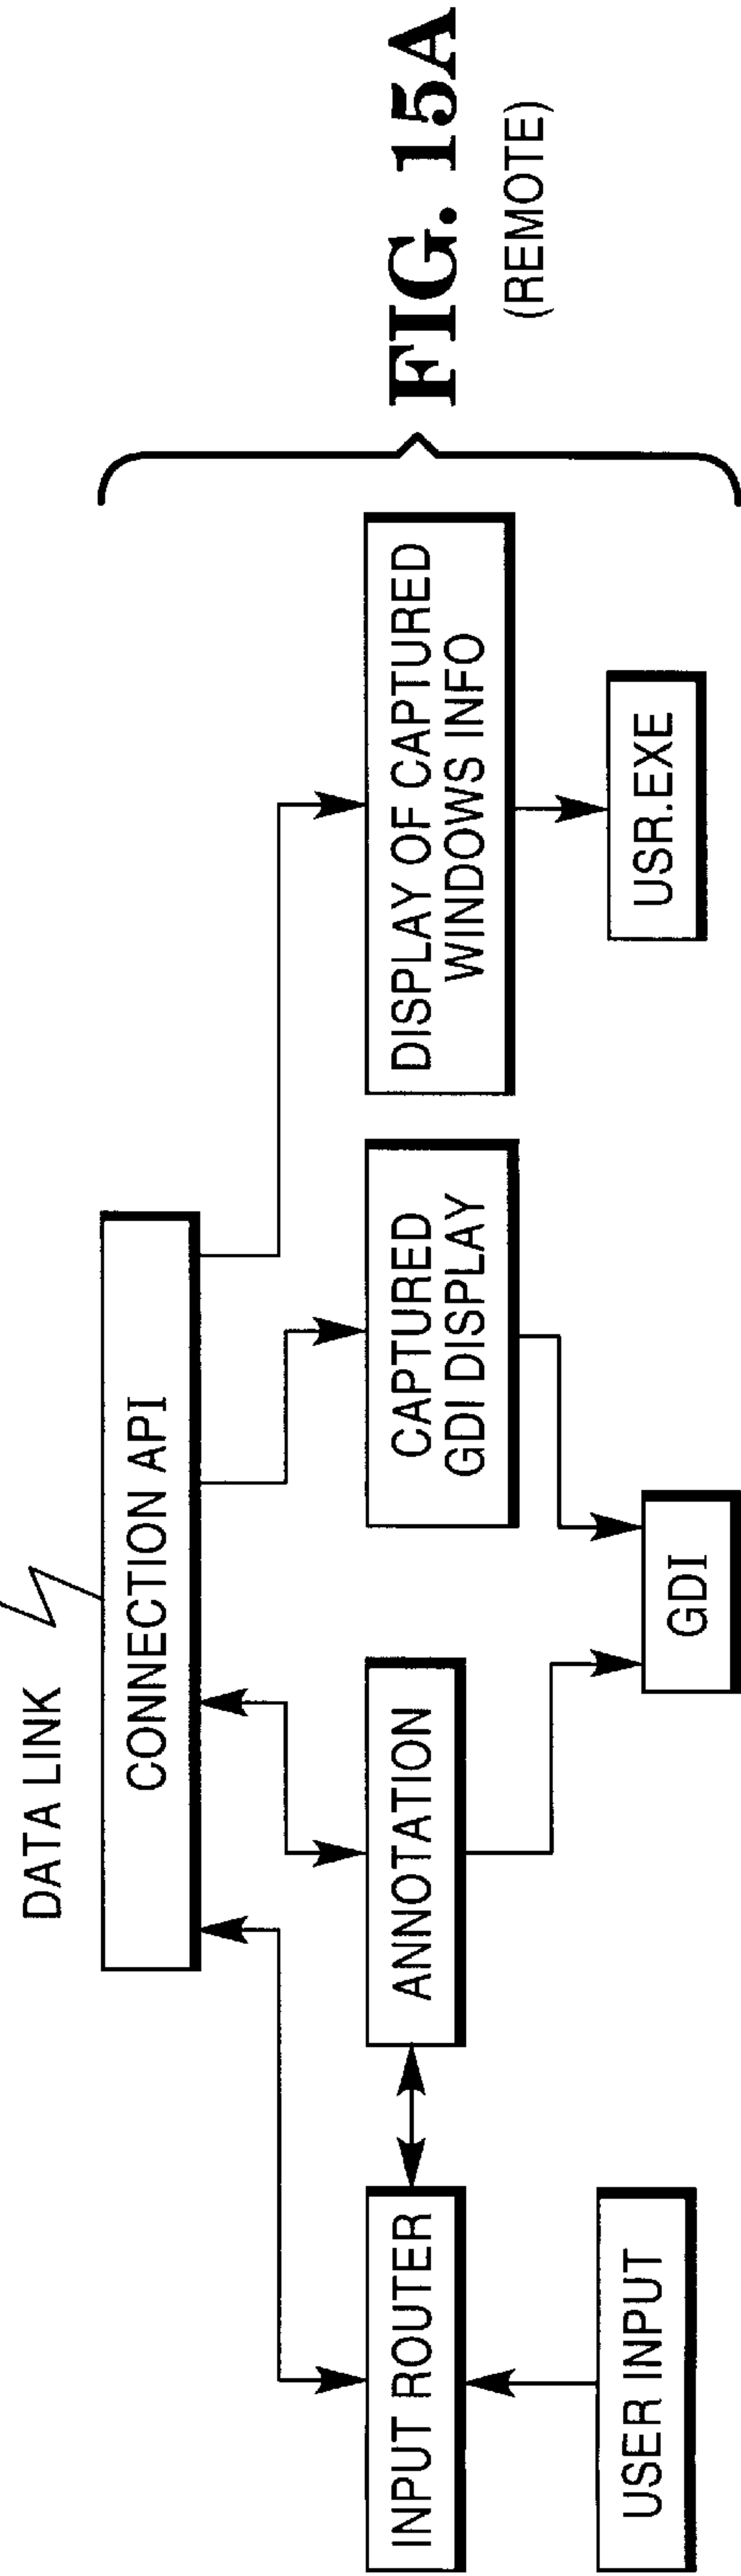 DATA LINK
CONNECTION API
INPUT ROUTER
ANNOTATION
CAPTURED
GDI DISPLAY
DISPLAY OF CAPTURED
WINDOWS INFO
USER INPUT
GDI
USR.EXE
FIG. 15A
(REMOTE)